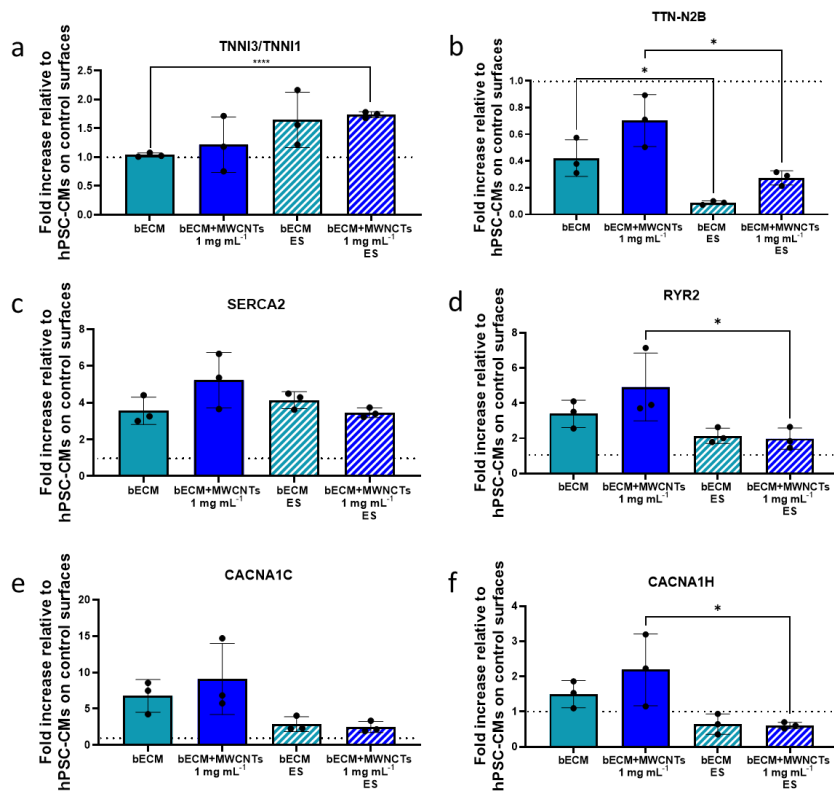 a
TNNI3/TNNI1
Fold increase relative to
hPSC-CMs on control surfaces
2.5
2.0
1.5
1.0
0.5
0.0
****
bECM
bECM+MWCNTs
1 mg mL⁻¹
bECM
ES
bECM+MWNCTs
1 mg mL⁻¹
ES
b
TTN-N2B
Fold increase relative to
hPSC-CMs on control surfaces
1.0
0.8
0.6
0.4
0.2
0.0
*
*
bECM
bECM+MWCNTs
1 mg mL⁻¹
bECM
ES
bECM+MWNCTs
1 mg mL⁻¹
ES
c
SERCA2
Fold increase relative to
hPSC-CMs on control surfaces
8
6
4
2
0
bECM
bECM+MWCNTs
1 mg mL⁻¹
bECM
ES
bECM+MWNCTs
1 mg mL⁻¹
ES
d
RYR2
Fold increase relative to
hPSC-CMs on control surfaces
8
6
4
2
0
*
bECM
bECM+MWCNTs
1 mg mL⁻¹
bECM
ES
bECM+MWNCTs
1 mg mL⁻¹
ES
e
CACNA1C
Fold increase relative to
hPSC-CMs on control surfaces
20
15
10
5
0
bECM
bECM+MWCNTs
1 mg mL⁻¹
bECM
ES
bECM+MWNCTs
1 mg mL⁻¹
ES
f
CACNA1H
Fold increase relative to
hPSC-CMs on control surfaces
4
3
2
1
0
*
bECM
bECM+MWCNTs
1 mg mL⁻¹
bECM
ES
bECM+MWNCTs
1 mg mL⁻¹
ES